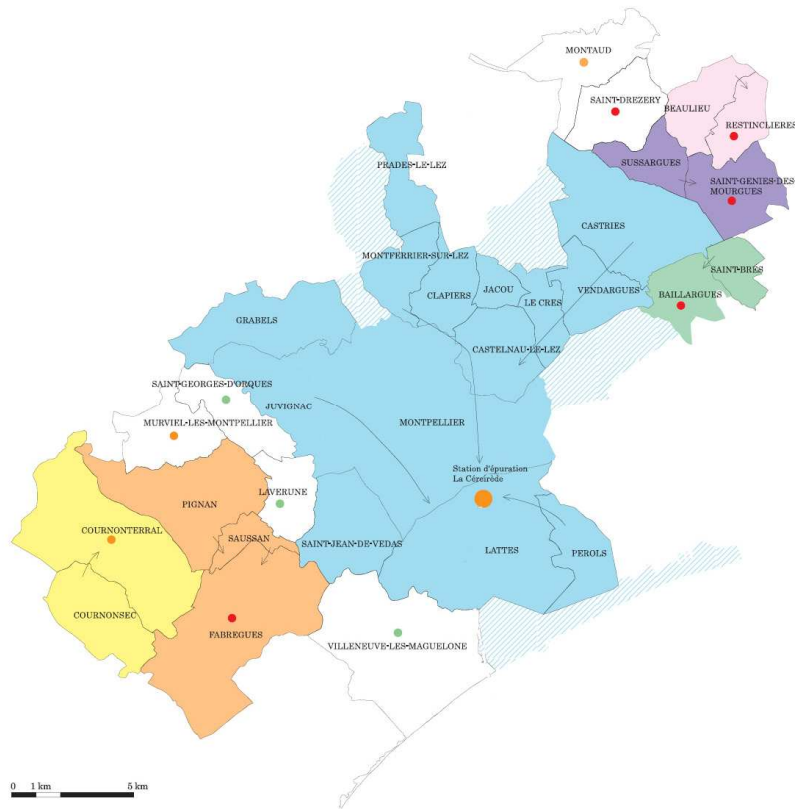 MONTAUD
SAINT-DREZERY
BEAULIEU
RESTINCLIERES
PRADES-LE-LEZ
SUSSARGUES
SAINT-GENIES-DES-
MOURGUES
CASTRIES
MONTFERRIER-SUR-LEZ
SAINT-BRES
CLAPIERS
JACOU
LE CRES
VENDARGUES
BAILLARGUES
GRABELS
CASTELNAU-LE-LEZ
SAINT-GEORGES-D'ORQUES
JUVIGNAC
MURVIEL-LES-MONTPELLIER
MONTPELLIER
Station d'épuration
La Céreirède
LAVERUNE
PIGNAN
COURNONTERRAL
SAUSSAN
SAINT-JEAN-DE-VEDAS
LATTES
PEROLS
COURNONSEC
FABREGUES
VILLENEUVE-LES-MAGUELONE
0 1 km 5 km